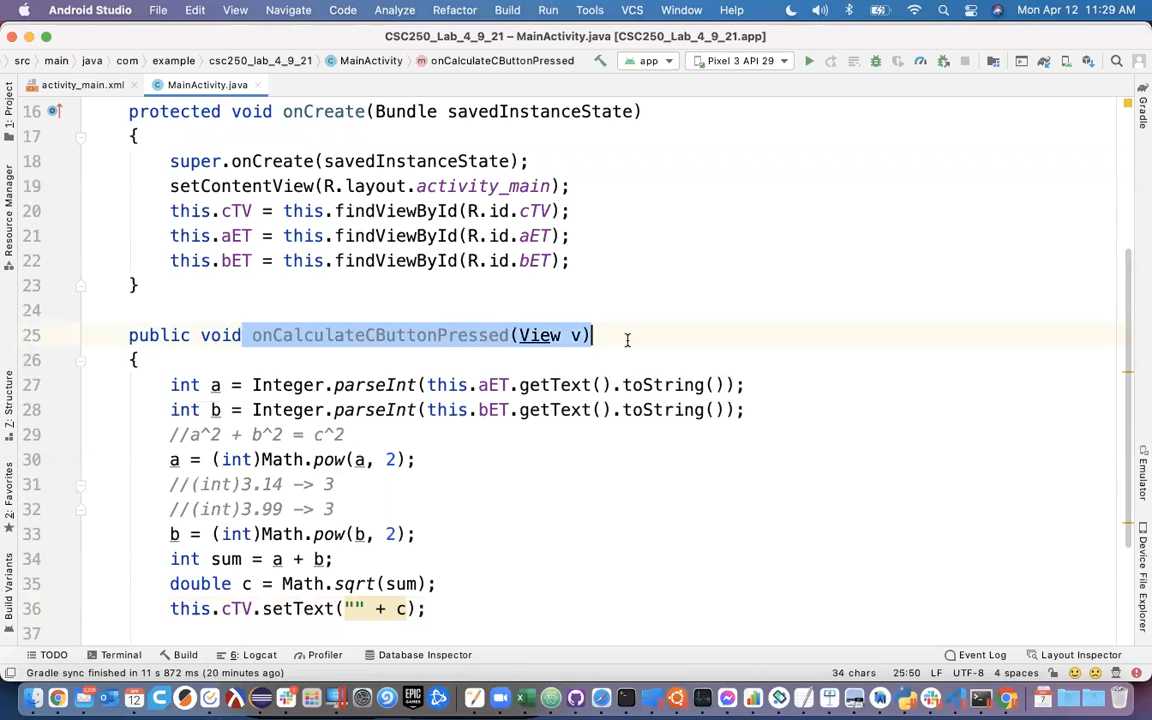 Android Studio File Edit View Navigate Code Analyze Refactor Build Run Tools VCS Window Help Mon Apr 12 11:29 AM
CSC250_Lab_4_9_21 – MainActivity.java [CSC250_Lab_4_9_21.app]
src main java com example csc250_lab_4_9_21 MainActivity onCalculateCButtonPressed app Pixel 3 API 29
activity_main.xml MainActivity.java
16 protected void onCreate(Bundle savedInstanceState)
17 {
18 super.onCreate(savedInstanceState);
19 setContentView(R.layout.activity_main);
20 this.cTV = this.findViewById(R.id.cTV);
21 this.aET = this.findViewById(R.id.aET);
22 this.bET = this.findViewById(R.id.bET);
23 }
24
25 public void onCalculateCButtonPressed(View v)
26 {
27 int a = Integer.parseInt(this.aET.getText().toString());
28 int b = Integer.parseInt(this.bET.getText().toString());
29 //a^2 + b^2 = c^2
30 a = (int)Math.pow(a, 2);
31 //(int)3.14 -> 3
32 //(int)3.99 -> 3
33 b = (int)Math.pow(b, 2);
34 int sum = a + b;
35 double c = Math.sqrt(sum);
36 this.cTV.setText("" + c);
37
1: Project
Resource Manager
7: Structure
2: Favorites
Build Variants
Gradle
Emulator
Device File Explorer
TODO Terminal Build 6: Logcat Profiler Database Inspector Event Log Layout Inspector
Gradle sync finished in 11 s 872 ms (20 minutes ago) 34 chars 25:50 LF UTF-8 4 spaces